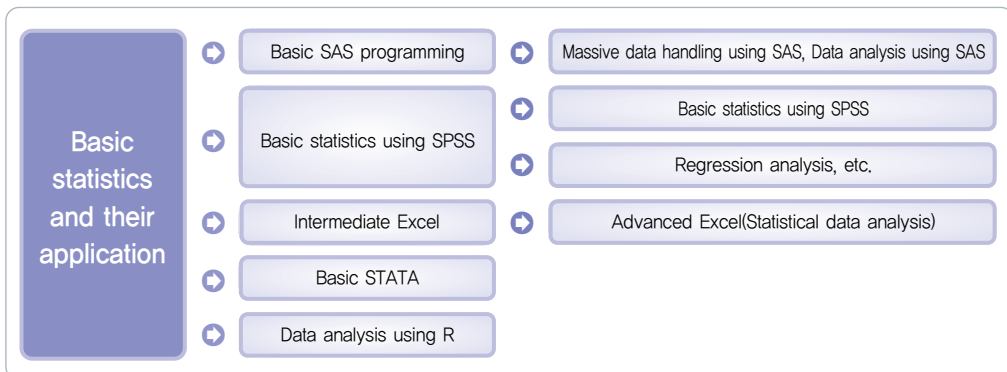 Basic
statistics
and their
application
Basic SAS programming
Massive data handling using SAS, Data analysis using SAS
Basic statistics using SPSS
Basic statistics using SPSS
Regression analysis, etc.
Intermediate Excel
Advanced Excel(Statistical data analysis)
Basic STATA
Data analysis using R